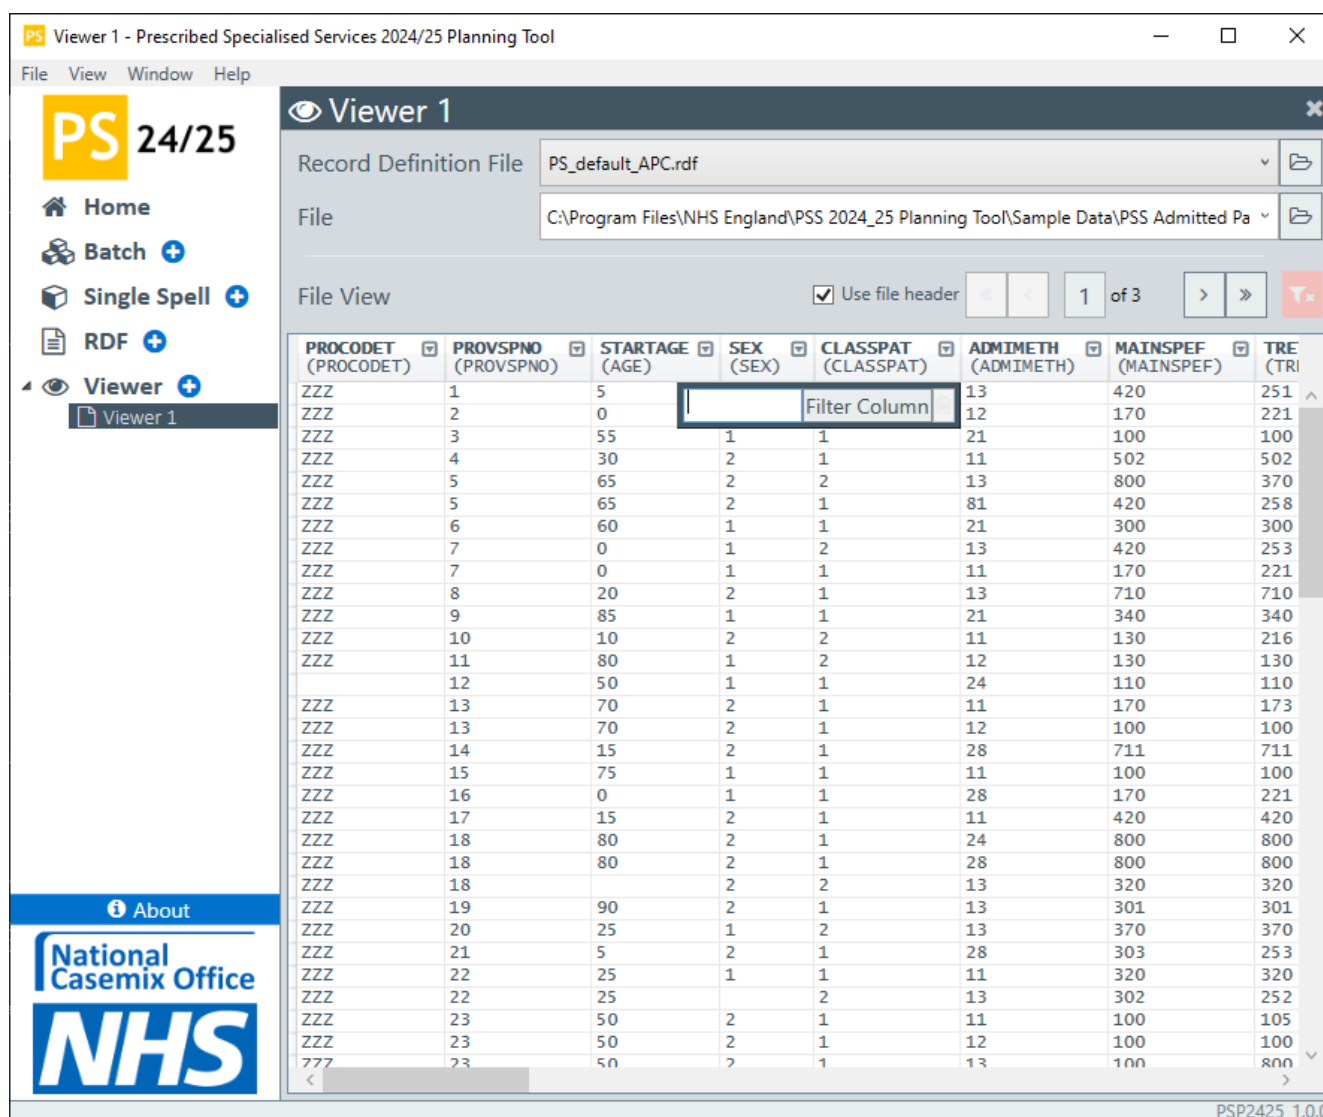 PS Viewer 1 - Prescribed Specialised Services 2024/25 Planning Tool
File View Window Help
PS 24/25
Home
Batch
Single Spell
RDF
Viewer
Viewer 1
About
National
Casemix Office
NHS
Viewer 1
Record Definition File PS_default_APC.rdf
File C:\Program Files\NHS England\PSS 2024_25 Planning Tool\Sample Data\PSS Admitted Pa
File View Use file header 1 of 3
PROCODET PROVSPNO STARTAGE SEX CLASSPAT ADMIMETH MAINSPEF TRE
(PROCODET) (PROVSPNO) (AGE) (SEX) (CLASSPAT) (ADMIMETH) (MAINSPEF) (TRE
ZZZ 1 5 13 420 251
Filter Column
ZZZ 2 0 12 170 221
ZZZ 3 55 1 1 21 100 100
ZZZ 4 30 2 1 11 502 502
ZZZ 5 65 2 2 13 800 370
ZZZ 5 65 2 1 81 420 258
ZZZ 6 60 1 1 21 300 300
ZZZ 7 0 1 2 13 420 253
ZZZ 7 0 1 1 11 170 221
ZZZ 8 20 2 1 13 710 710
ZZZ 9 85 1 1 21 340 340
ZZZ 10 10 2 2 11 130 216
ZZZ 11 80 1 2 12 130 130
12 50 1 1 24 110 110
ZZZ 13 70 2 1 11 170 173
ZZZ 13 70 2 1 12 100 100
ZZZ 14 15 2 1 28 711 711
ZZZ 15 75 1 1 11 100 100
ZZZ 16 0 1 1 28 170 221
ZZZ 17 15 2 1 11 420 420
ZZZ 18 80 2 1 24 800 800
ZZZ 18 80 2 1 28 800 800
ZZZ 18 2 2 13 320 320
ZZZ 19 90 2 1 13 301 301
ZZZ 20 25 1 2 13 370 370
ZZZ 21 5 2 1 28 303 253
ZZZ 22 25 1 1 11 320 320
ZZZ 22 25 2 13 302 252
ZZZ 23 50 2 1 11 100 105
ZZZ 23 50 2 1 12 100 100
ZZZ 23 50 2 1 13 100 800
PSP2425_1.0.0